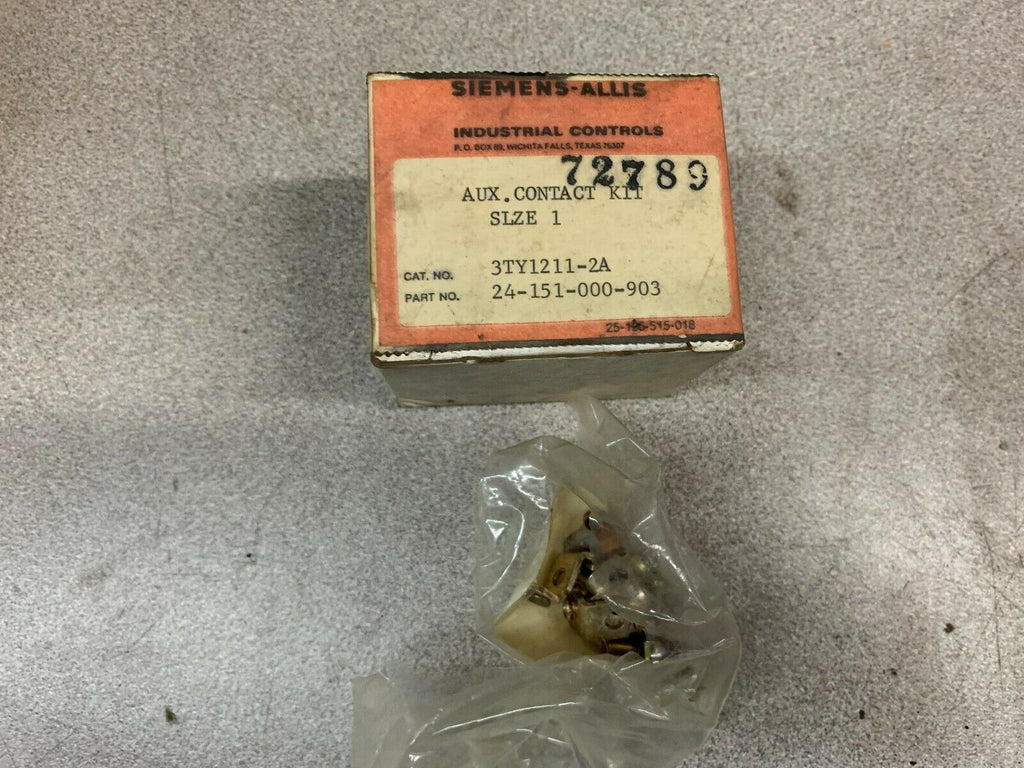 SIEMENS-ALLIS
INDUSTRIAL CONTROLS
P.O. BOX 89, WICHITA FALLS, TEXAS 76307
72789
AUX.CONTACT KIT
SLZE 1
CAT. NO. 3TY1211-2A
PART NO. 24-151-000-903